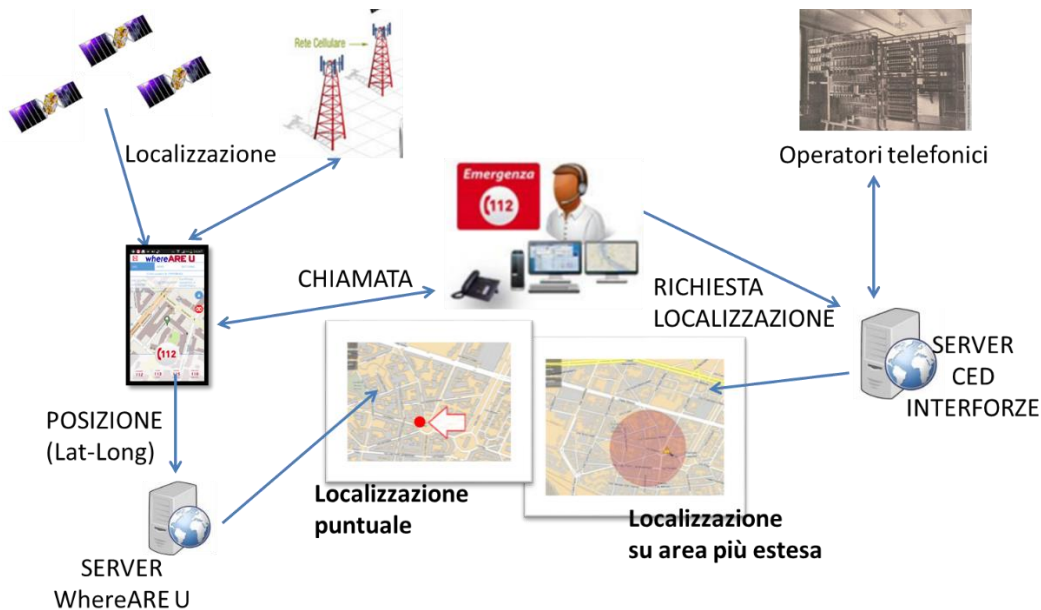 Rete Cellulare
Localizzazione
Operatori telefonici
Emergenza
112
whereARE U
112
CHIAMATA
RICHIESTA
LOCALIZZAZIONE
SERVER
CED
INTERFORZE
POSIZIONE
(Lat-Long)
Localizzazione
puntuale
Localizzazione
su area più estesa
SERVER
WhereARE U